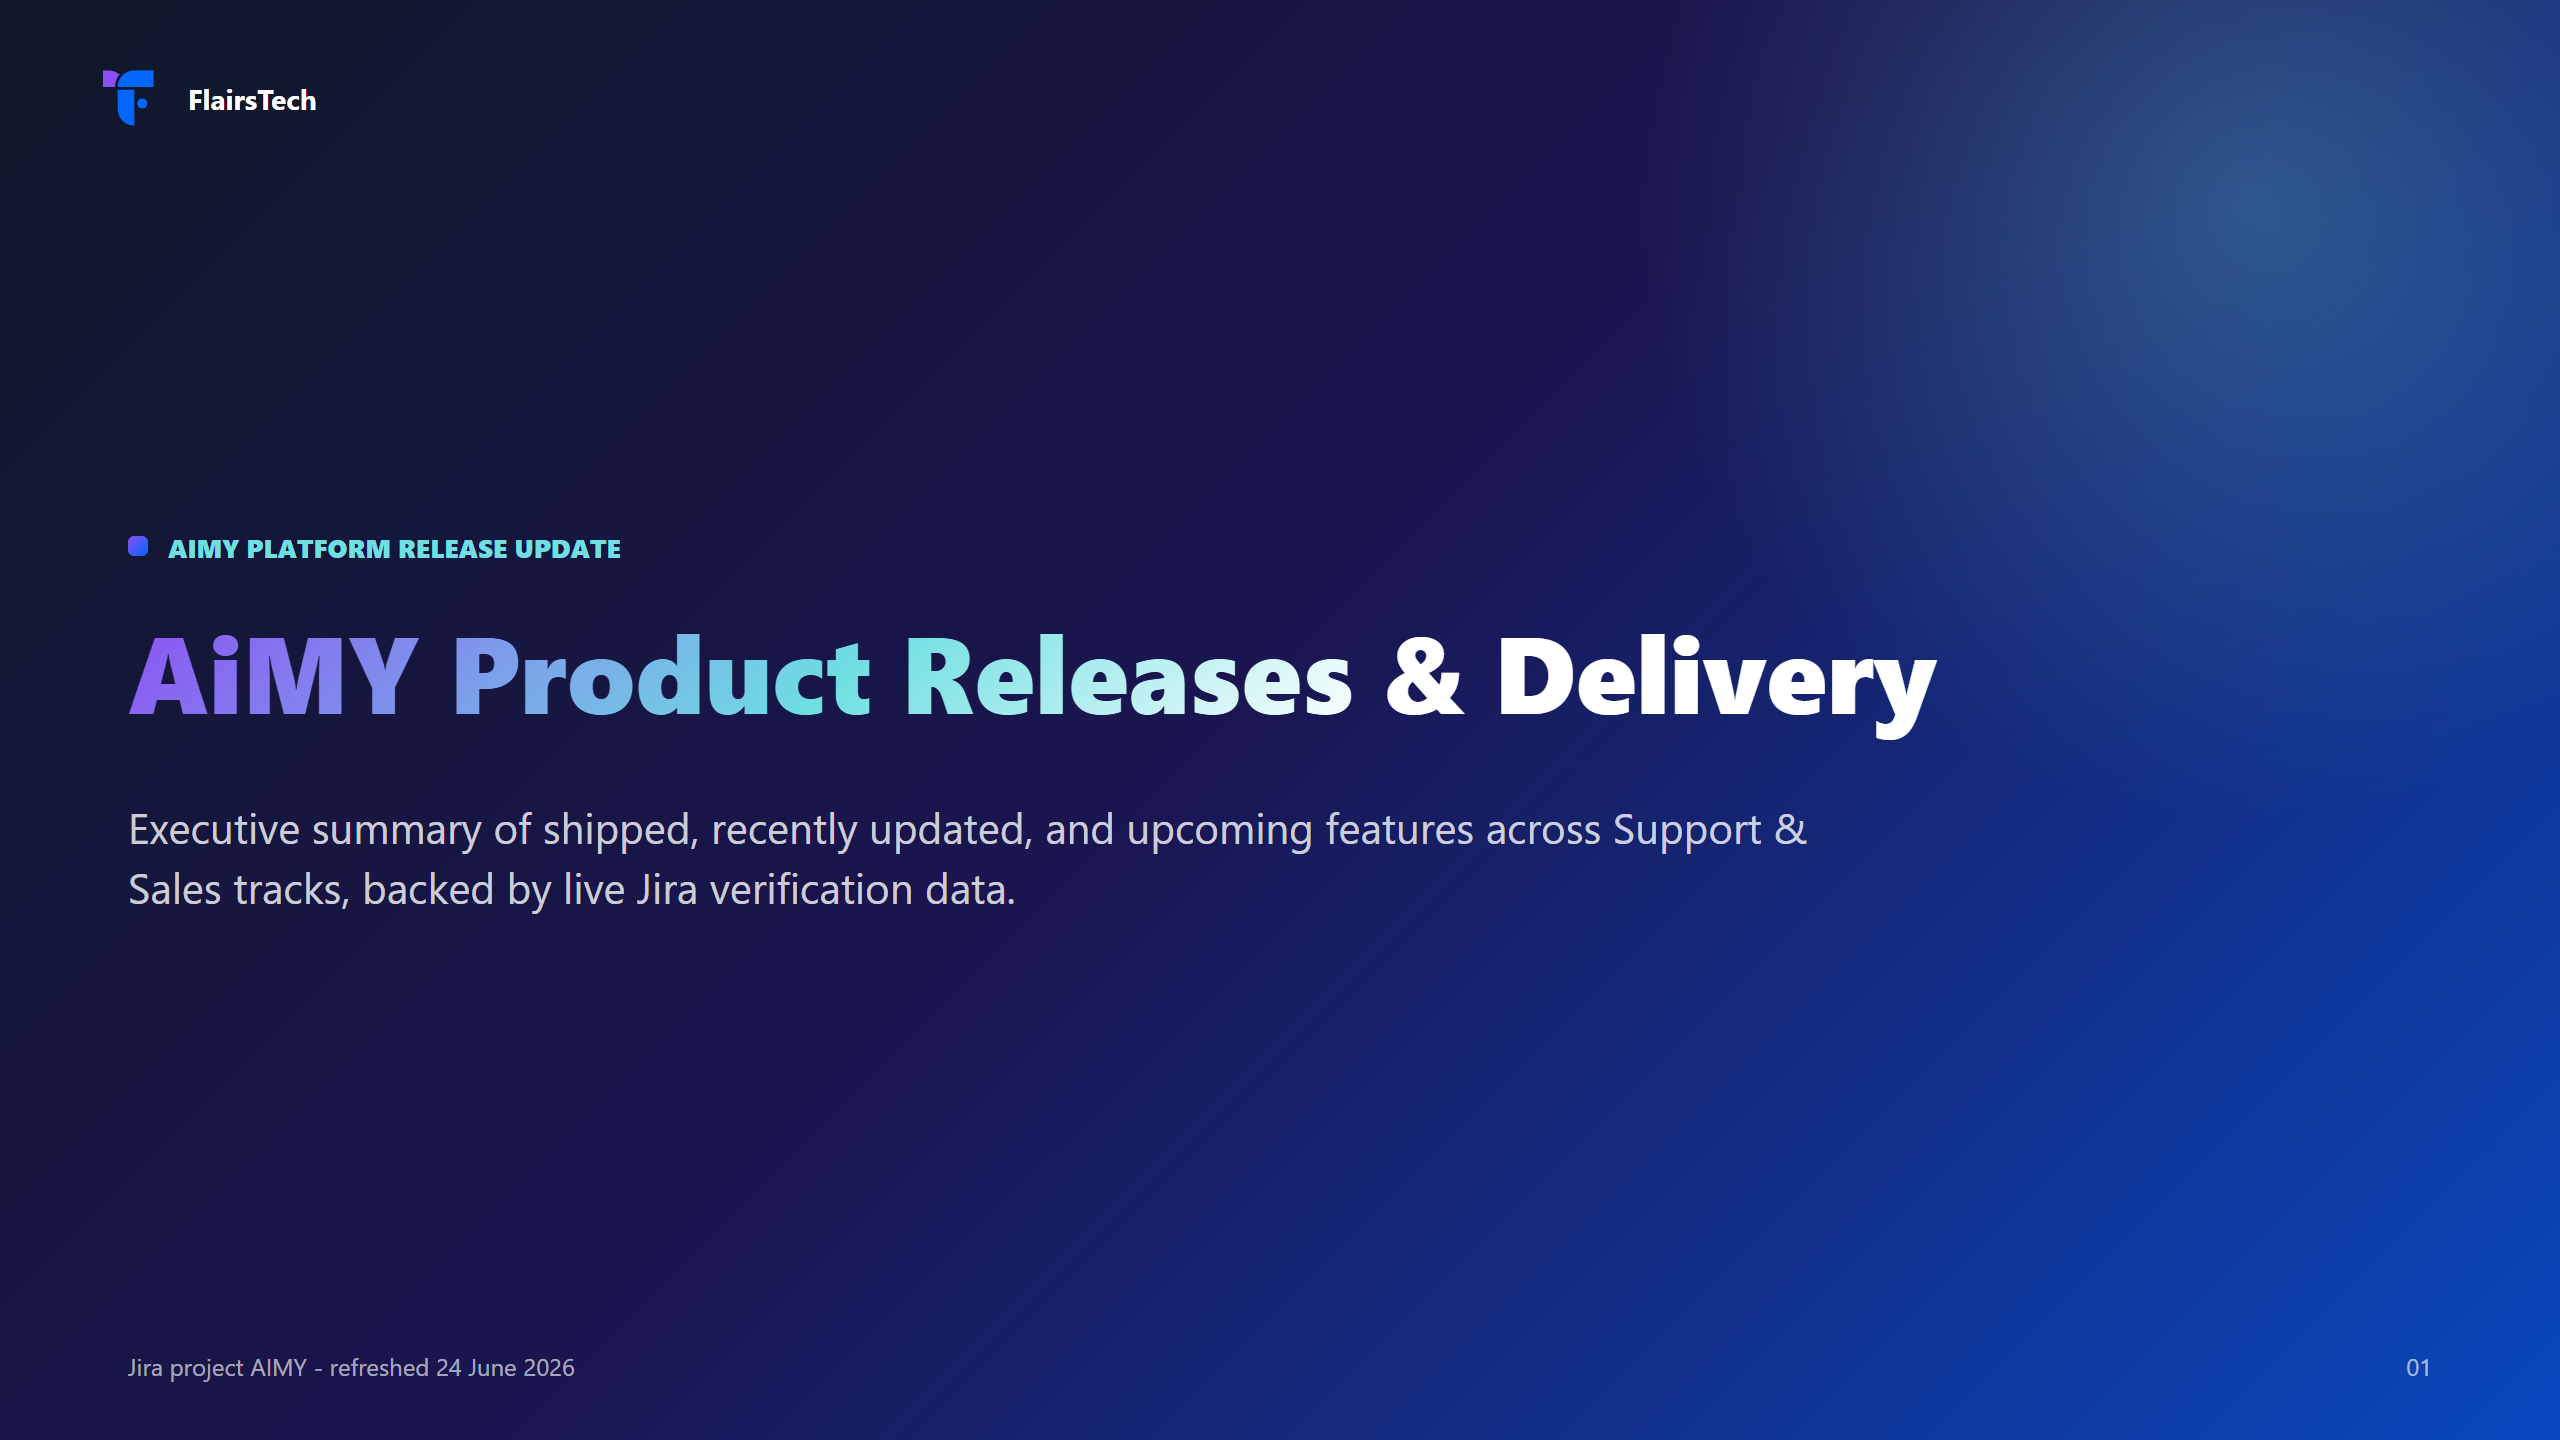 FlairsTech
AIMY PLATFORM RELEASE UPDATE
AiMY Product Releases & Delivery
Executive summary of shipped, recently updated, and upcoming features across Support &
Sales tracks, backed by live Jira verification data.
Jira project AIMY - refreshed 24 June 2026
01